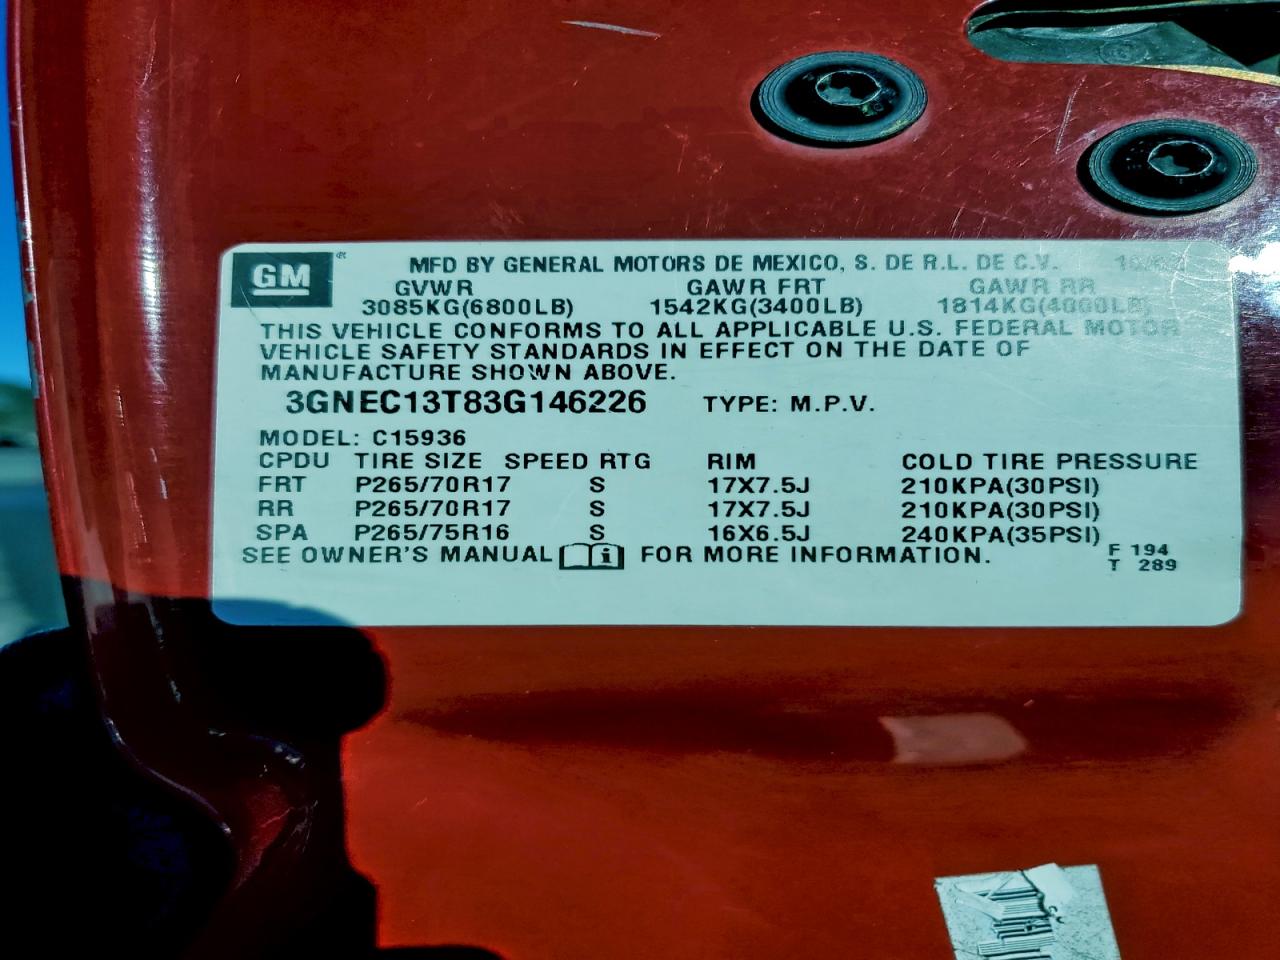 GM ® MFD BY GENERAL MOTORS DE MEXICO, S. DE R.L. DE C.V.
GVWR GAWR FRT GAWR RR
3085KG(6800LB) 1542KG(3400LB) 1814KG(4000LB)
THIS VEHICLE CONFORMS TO ALL APPLICABLE U.S. FEDERAL MOTOR
VEHICLE SAFETY STANDARDS IN EFFECT ON THE DATE OF
MANUFACTURE SHOWN ABOVE.
3GNEC13T83G146226 TYPE: M.P.V.
MODEL: C15936
CPDU TIRE SIZE SPEED RTG RIM COLD TIRE PRESSURE
FRT P265/70R17 S 17X7.5J 210KPA(30PSI)
RR P265/70R17 S 17X7.5J 210KPA(30PSI)
SPA P265/75R16 S 16X6.5J 240KPA(35PSI)
SEE OWNER'S MANUAL i FOR MORE INFORMATION. F 194
T 289